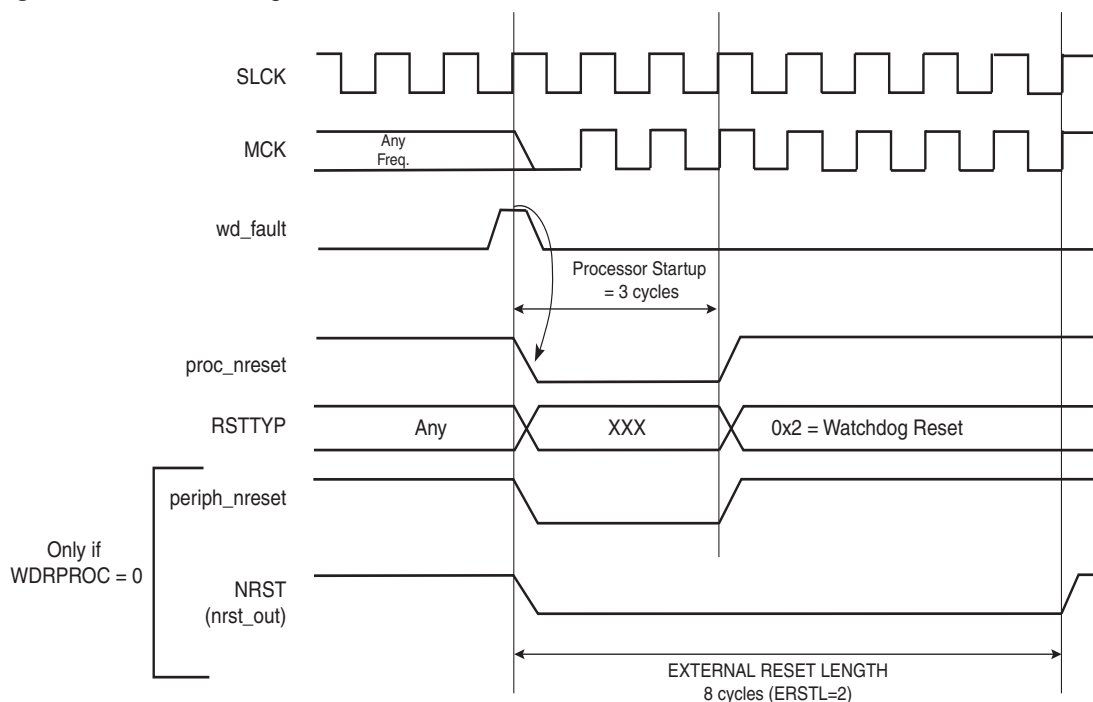 SLCK
MCK
Any
Freq.
wd_fault
Processor Startup
= 3 cycles
proc_nreset
RSTTYP
Any
XXX
0x2 = Watchdog Reset
periph_nreset
Only if
WDRPROC = 0
NRST
(nrst_out)
EXTERNAL RESET LENGTH
8 cycles (ERSTL=2)